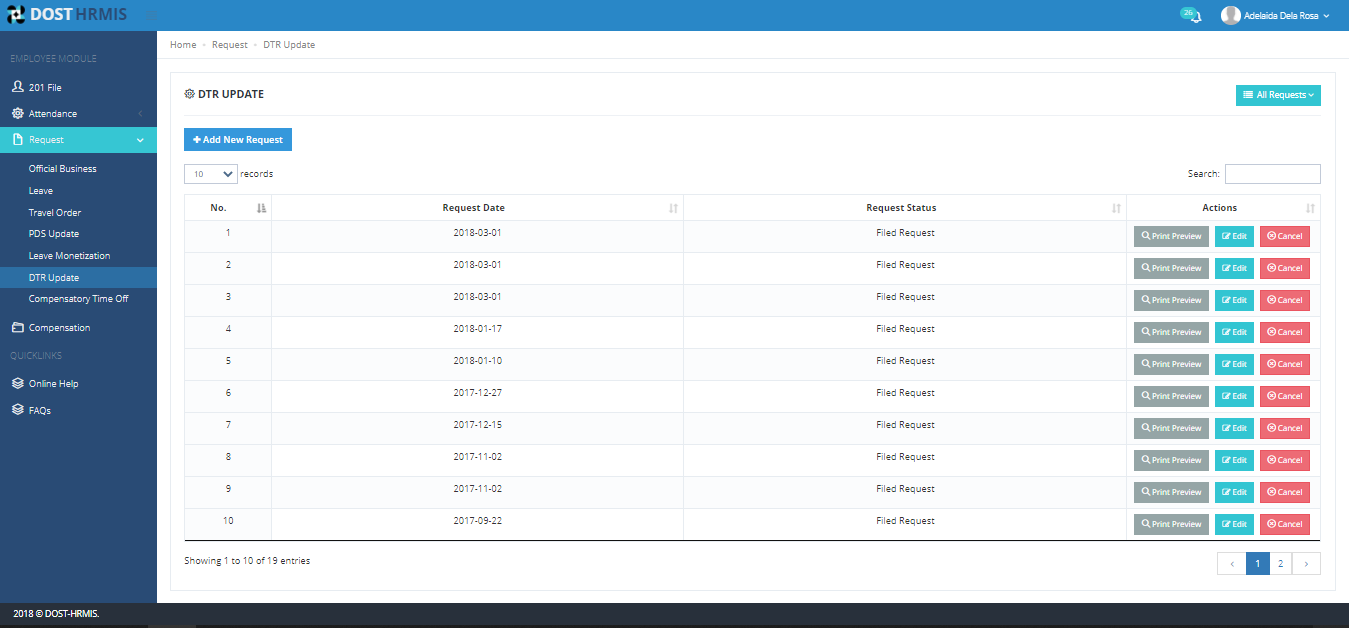 DOST HRMIS
26
Adelaida Dela Rosa
EMPLOYEE MODULE
201 File
Attendance
Request
Official Business
Leave
Travel Order
PDS Update
Leave Monetization
DTR Update
Compensatory Time Off
Compensation
QUICKLINKS
Online Help
FAQs
Home Request DTR Update
DTR UPDATE
All Requests
Add New Request
10 records
Search:
No. Request Date Request Status Actions
1 2018-03-01 Filed Request Print Preview Edit Cancel
2 2018-03-01 Filed Request Print Preview Edit Cancel
3 2018-03-01 Filed Request Print Preview Edit Cancel
4 2018-01-17 Filed Request Print Preview Edit Cancel
5 2018-01-10 Filed Request Print Preview Edit Cancel
6 2017-12-27 Filed Request Print Preview Edit Cancel
7 2017-12-15 Filed Request Print Preview Edit Cancel
8 2017-11-02 Filed Request Print Preview Edit Cancel
9 2017-11-02 Filed Request Print Preview Edit Cancel
10 2017-09-22 Filed Request Print Preview Edit Cancel
Showing 1 to 10 of 19 entries
‹ 1 2 ›
2018 © DOST-HRMIS.